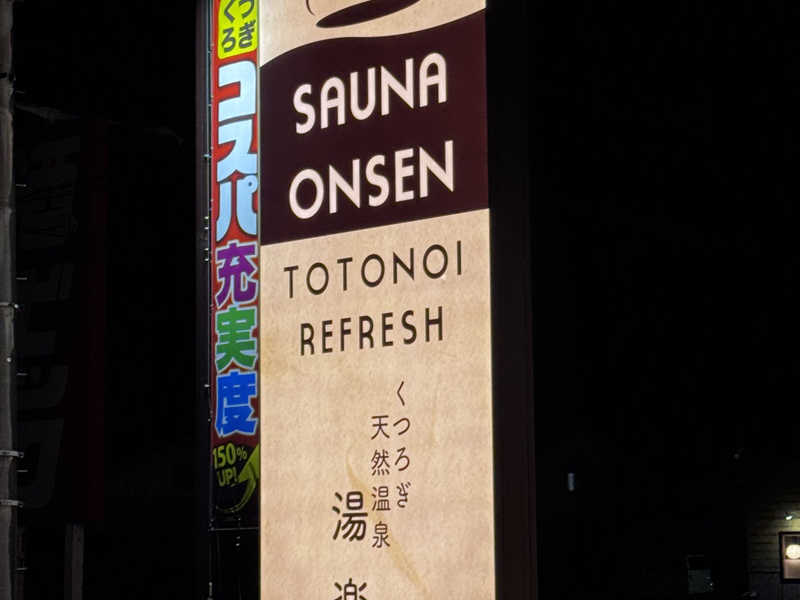 くつろぎ
コスパ充実度
150%
UP!
SAUNA
ONSEN
TOTONOI
REFRESH
くつろぎ
天然温泉
湯楽